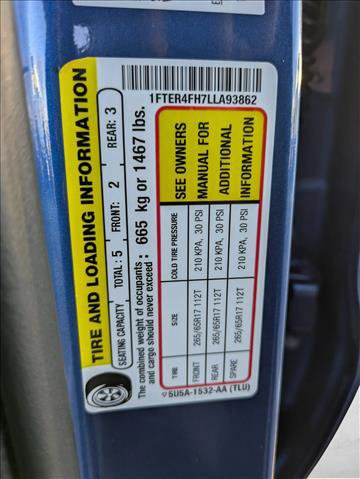 1FTER4FH7LLA93862
TIRE AND LOADING INFORMATION
SEATING CAPACITY TOTAL: 5 FRONT: 2 REAR: 3
The combined weight of occupants
and cargo should never exceed : 665 kg or 1467 lbs.
TIRE SIZE COLD TIRE PRESSURE
FRONT 265/65R17 112T 210 KPA, 30 PSI
REAR 265/65R17 112T 210 KPA, 30 PSI
SPARE 265/65R17 112T 210 KPA, 30 PSI
SEE OWNERS
MANUAL FOR
ADDITIONAL
INFORMATION
5U5A-1532-AA (TLU)